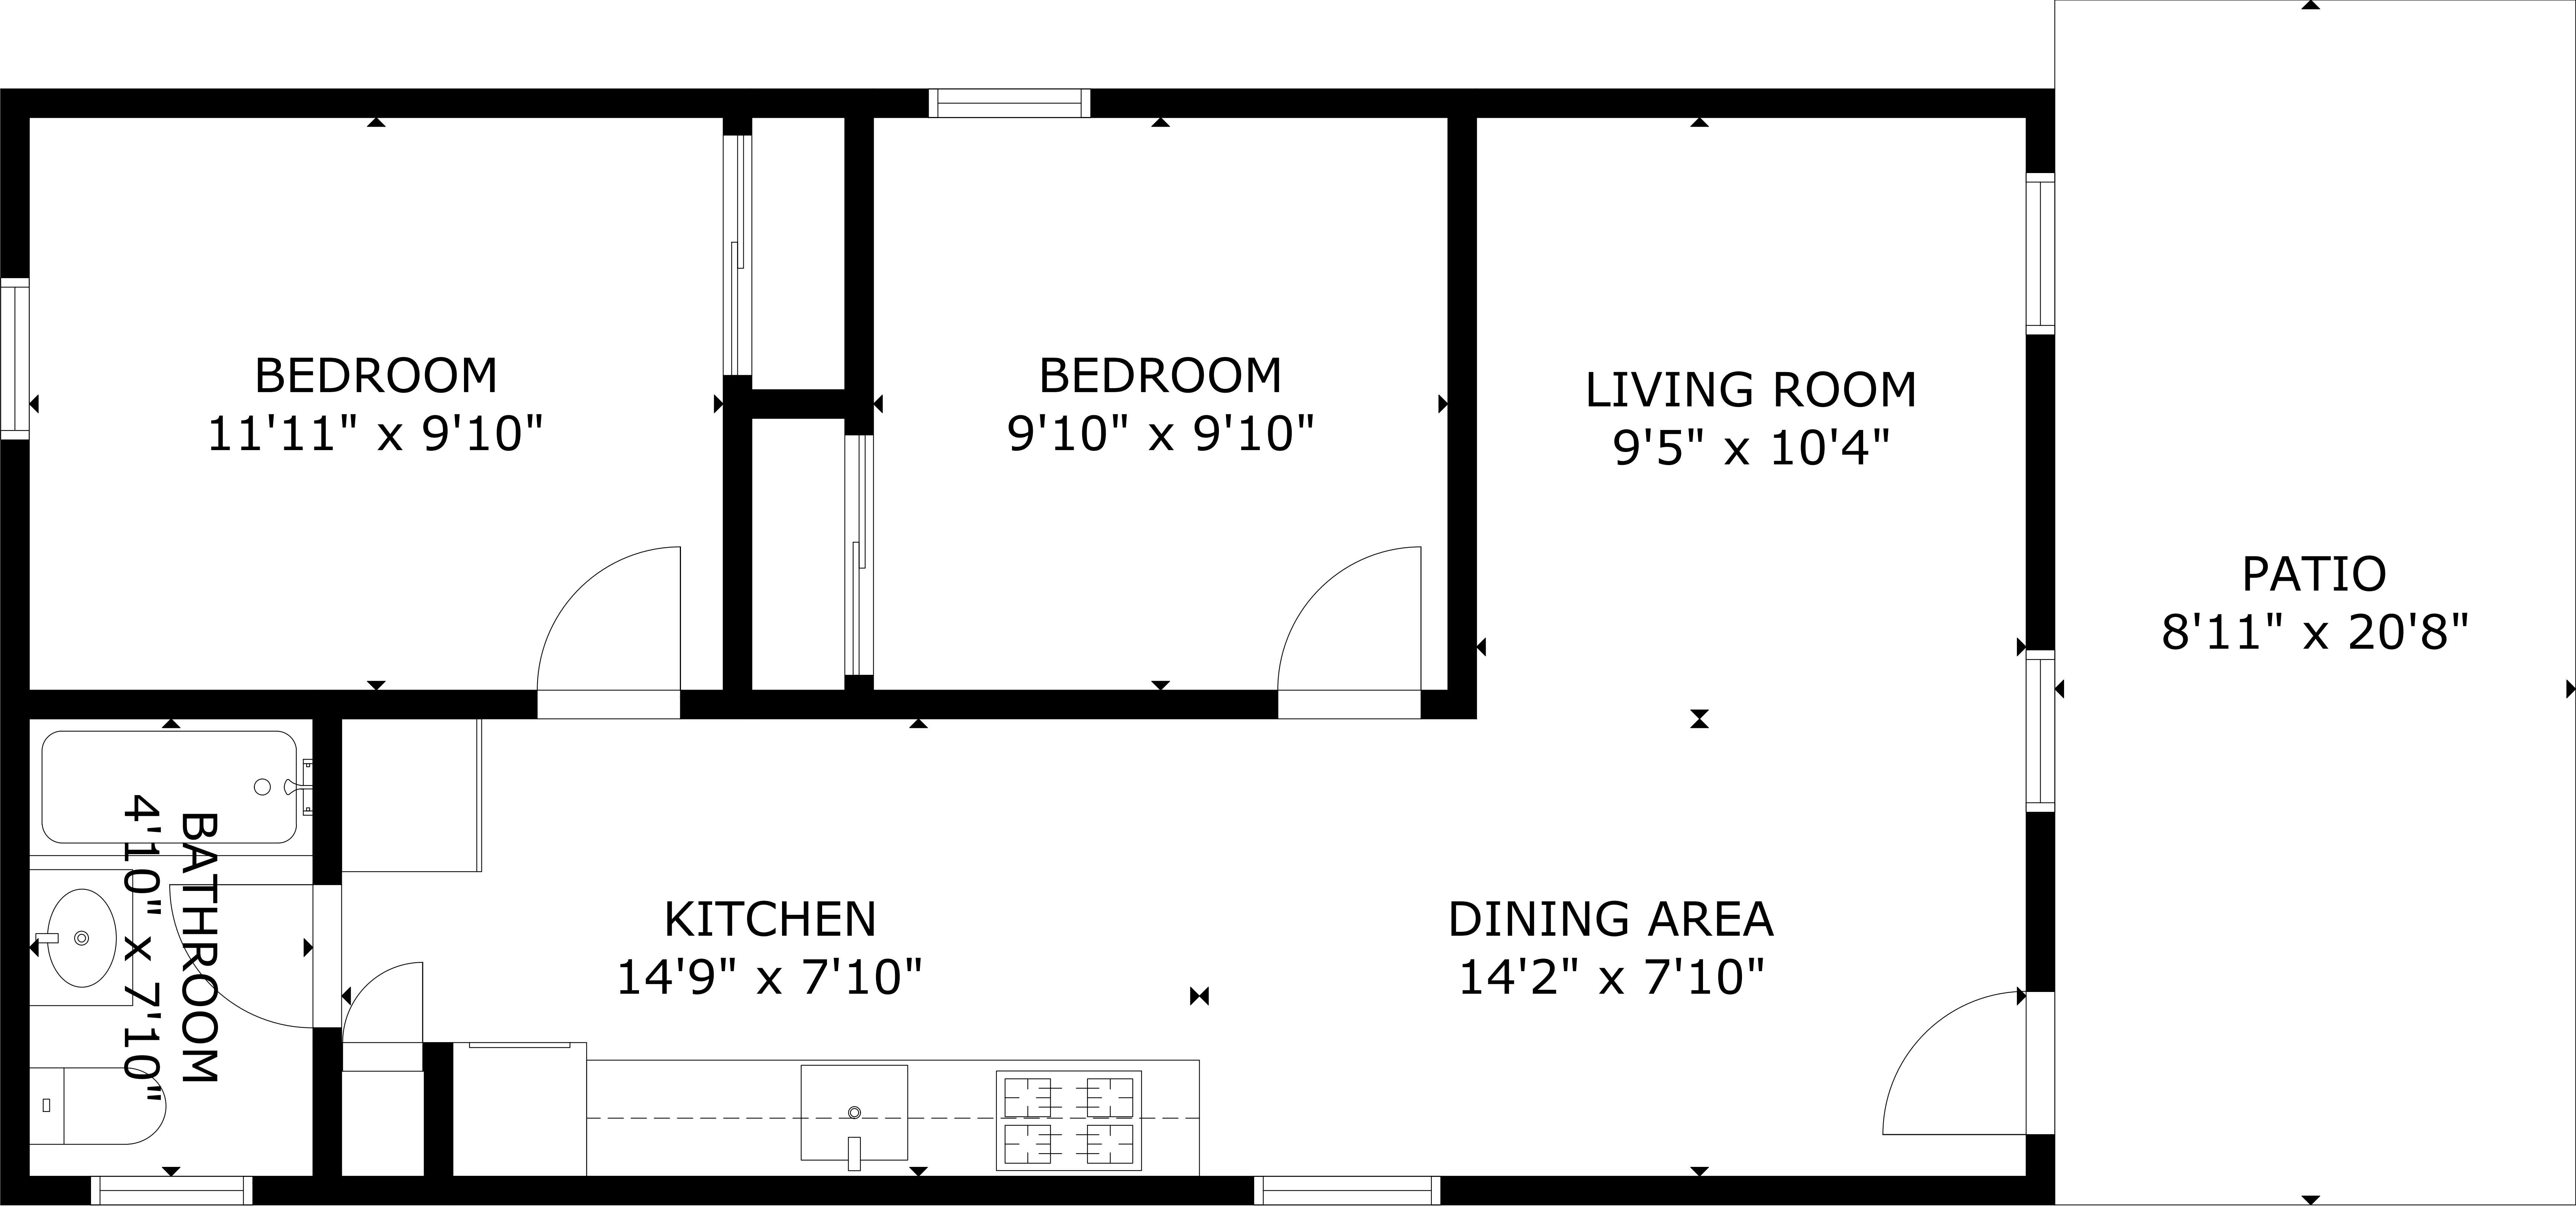 BEDROOM
11'11" x 9'10"
BEDROOM
9'10" x 9'10"
LIVING ROOM
9'5" x 10'4"
PATIO
8'11" x 20'8"
BATHROOM
4'10" x 7'10"
KITCHEN
14'9" x 7'10"
DINING AREA
14'2" x 7'10"